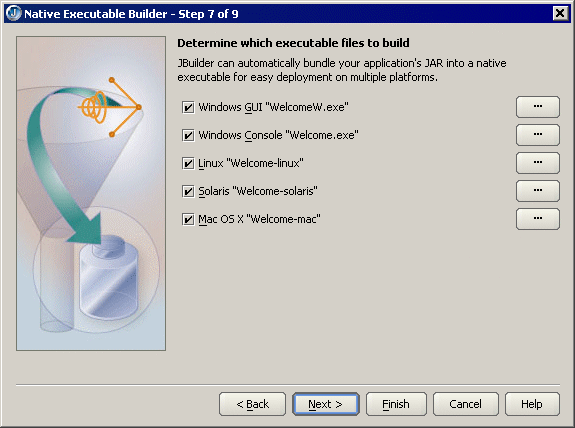 Native Executable Builder - Step 7 of 9
Determine which executable files to build
JBuilder can automatically bundle your application's JAR into a native
executable for easy deployment on multiple platforms.
Windows GUI "WelcomeW.exe"
...
Windows Console "Welcome.exe"
...
Linux "Welcome-linux"
...
Solaris "Welcome-solaris"
...
Mac OS X "Welcome-mac"
...
< Back
Next >
Finish
Cancel
Help